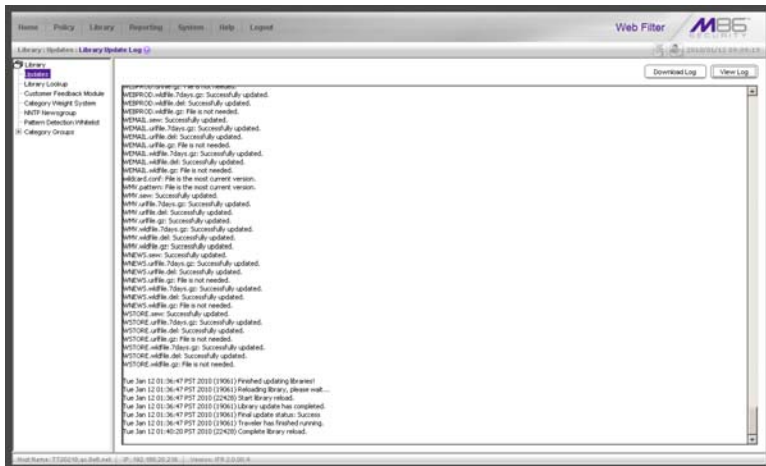 Home Policy Library Reporting System Help Logout
Web Filter
M86 SECURITY
Library: Updates: Library Update Log
Library
Updates
Library Lookup
Customer Feedback Module
Category Weight System
NNTP Newsgroup
Pattern Detection Whitelist
Category Groups
Download Log View Log
File is not needed.
WEBPROD.wldfile.7days.gz: Successfully updated.
WEBPROD.wldfile.del: Successfully updated.
WEBPROD.wldfile.gz: File is not needed.
WEMAIL.sew: Successfully updated.
WEMAIL.urlfile.7days.gz: Successfully updated.
WEMAIL.urlfile.del: Successfully updated.
WEMAIL.urlfile.gz: File is not needed.
WEMAIL.wldfile.7days.gz: Successfully updated.
WEMAIL.wldfile.del: Successfully updated.
WEMAIL.wldfile.gz: File is not needed.
wildcard.conf: File is the most current version.
WMV.pattern: File is the most current version.
WMV.sew: Successfully updated.
WMV.urlfile.7days.gz: Successfully updated.
WMV.urlfile.del: Successfully updated.
WMV.urlfile.gz: Successfully updated.
WMV.wldfile.7days.gz: Successfully updated.
WMV.wldfile.del: Successfully updated.
WMV.wldfile.gz: Successfully updated.
WNEWS.sew: Successfully updated.
WNEWS.urlfile.7days.gz: Successfully updated.
WNEWS.urlfile.del: Successfully updated.
WNEWS.urlfile.gz: File is not needed.
WNEWS.wldfile.7days.gz: Successfully updated.
WNEWS.wldfile.del: Successfully updated.
WNEWS.wldfile.gz: File is not needed.
WSTORE.sew: Successfully updated.
WSTORE.urlfile.7days.gz: Successfully updated.
WSTORE.urlfile.del: Successfully updated.
WSTORE.urlfile.gz: File is not needed.
WSTORE.wldfile.7days.gz: Successfully updated.
WSTORE.wldfile.del: Successfully updated.
WSTORE.wldfile.gz: File is not needed.
Tue Jan 12 01:36:47 PST 2010 (19061) Finished updating libraries!
Tue Jan 12 01:36:47 PST 2010 (19061) Reloading library, please wait...
Tue Jan 12 01:36:47 PST 2010 (22428) Start library reload.
Tue Jan 12 01:36:47 PST 2010 (19061) Library update has completed.
Tue Jan 12 01:36:47 PST 2010 (19061) Final update status: Success
Tue Jan 12 01:36:47 PST 2010 (19061) Traveler has finished running.
Tue Jan 12 01:40:20 PST 2010 (22428) Complete library reload.
Host Name: